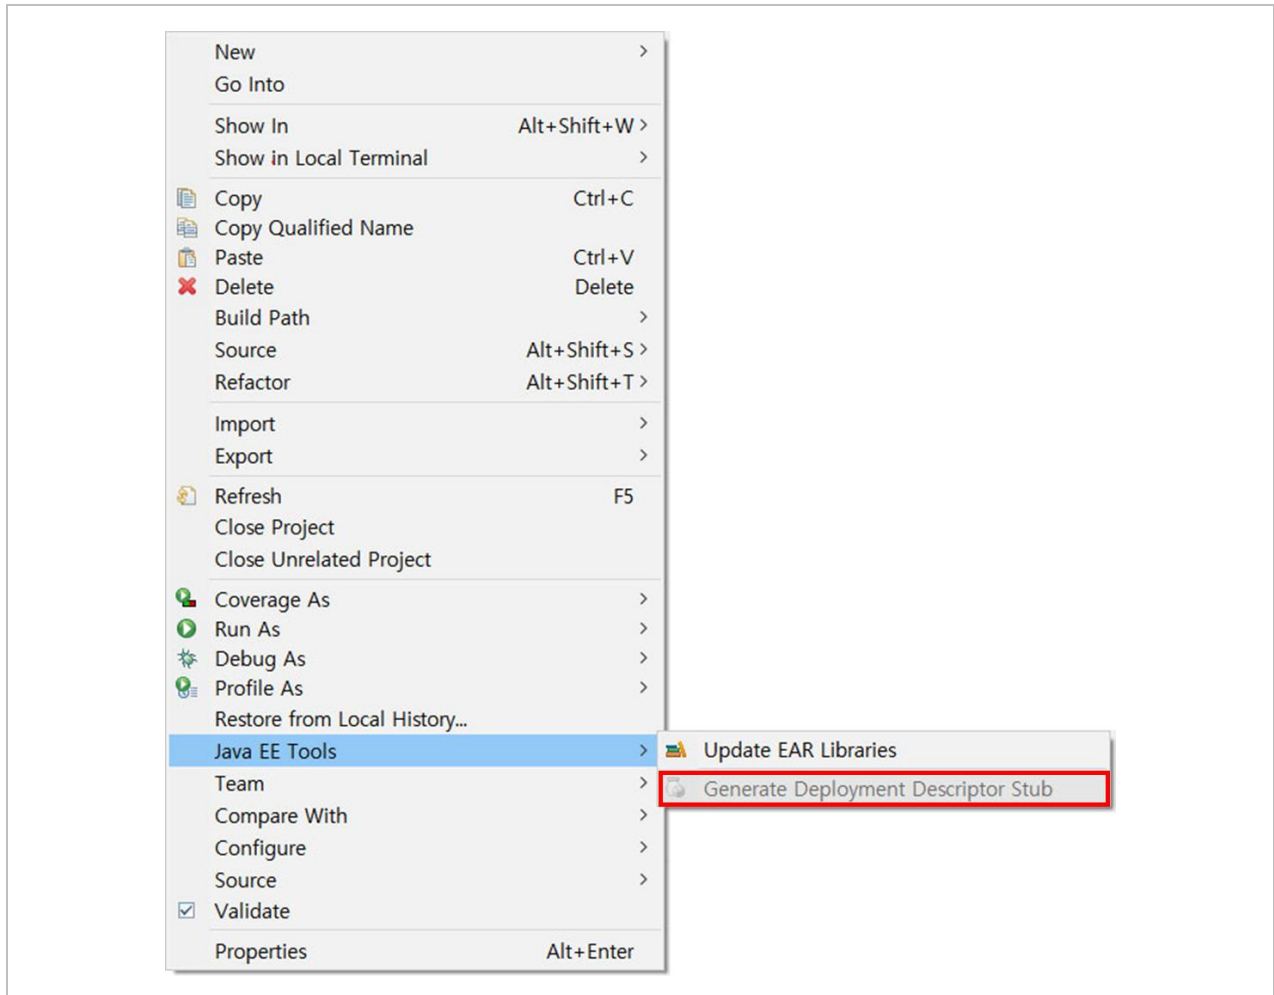 New
Go Into
Show In Alt+Shift+W
Show in Local Terminal
Copy Ctrl+C
Copy Qualified Name
Paste Ctrl+V
Delete Delete
Build Path
Source Alt+Shift+S
Refactor Alt+Shift+T
Import
Export
Refresh F5
Close Project
Close Unrelated Project
Coverage As
Run As
Debug As
Profile As
Restore from Local History...
Java EE Tools
Update EAR Libraries
Generate Deployment Descriptor Stub
Team
Compare With
Configure
Source
Validate
Properties Alt+Enter